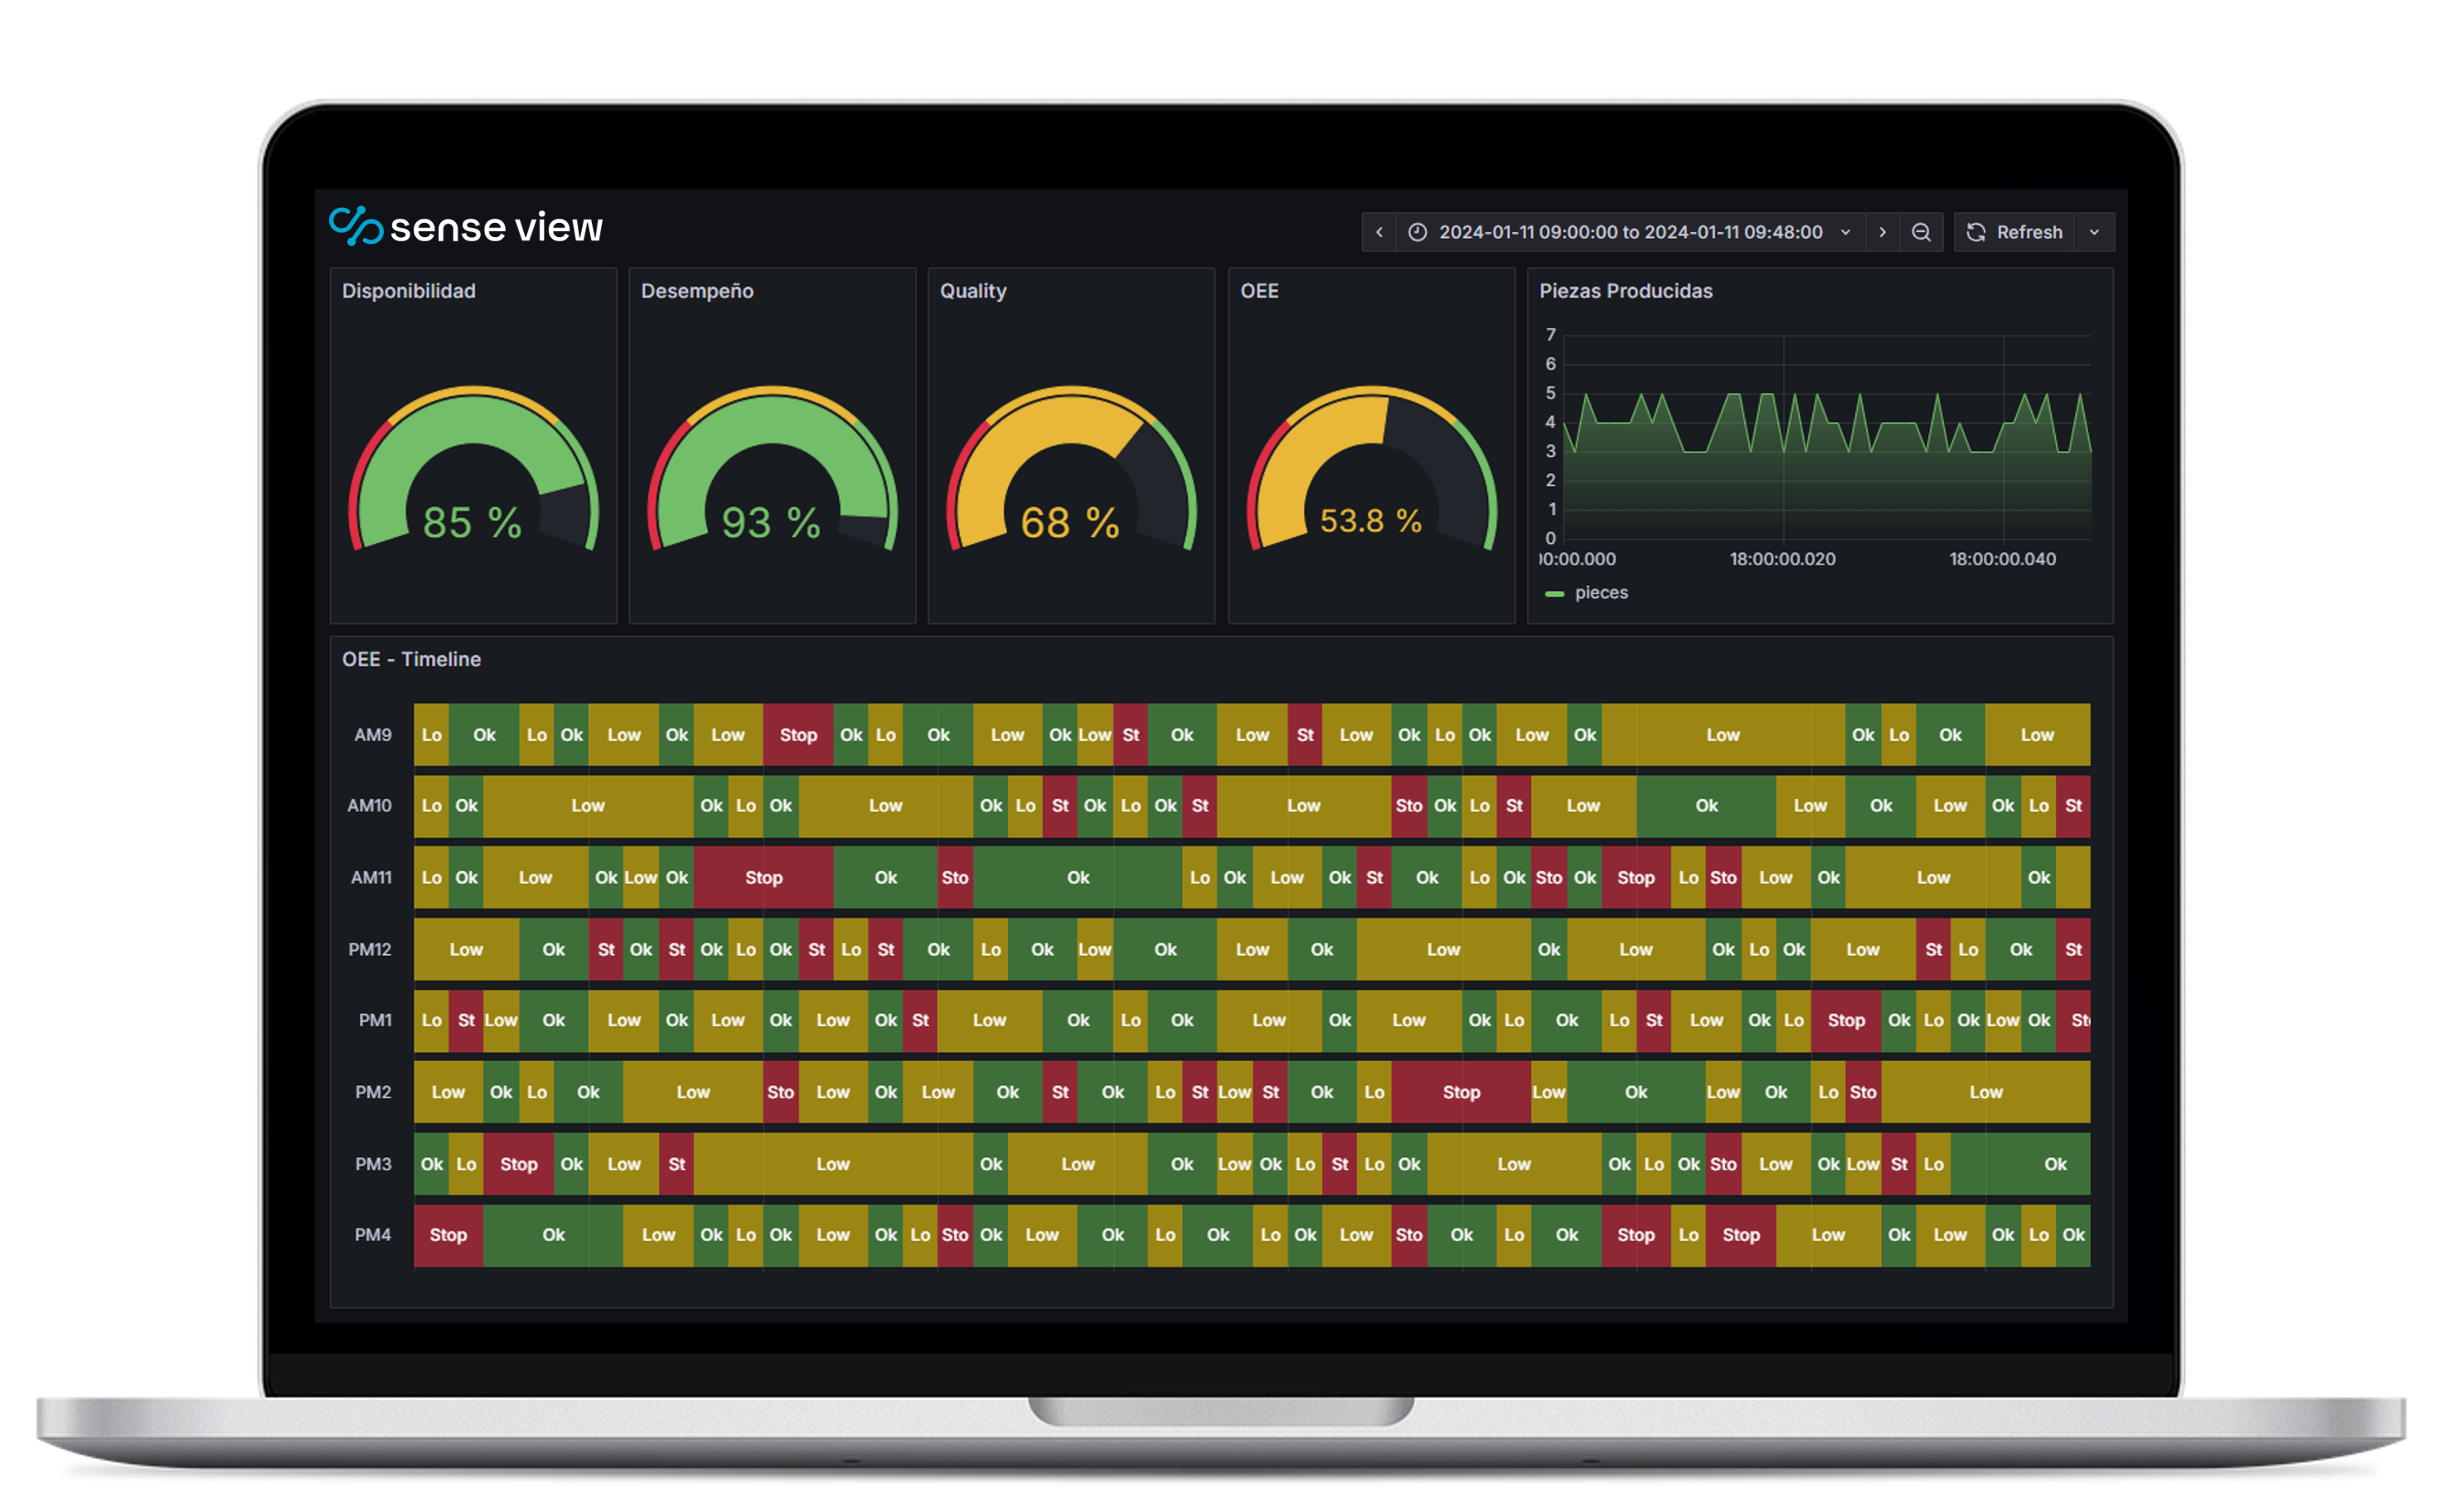 sense view
2024-01-11 09:00:00 to 2024-01-11 09:48:00
Refresh
Disponibilidad
Desempeño
Quality
OEE
Piezas Producidas
85 %
93 %
68 %
53.8 %
7
6
5
4
3
2
1
0
00:00.000 18:00:00.020 18:00:00.040
pieces
OEE - Timeline
AM9 Lo Ok Lo Ok Low Ok Low Stop Ok Lo Ok Low Ok Low St Ok Low St Low Ok Lo Ok Low Ok Low Ok Lo Ok Low
AM10 Lo Ok Low Ok Lo Ok Low Ok Lo St Ok Lo Ok St Low Sto Ok Lo St Low Ok Low Ok Low Ok Lo St
AM11 Lo Ok Low Ok Low Ok Stop Ok Sto Ok Lo Ok Low Ok St Ok Lo Ok Sto Ok Stop Lo Sto Low Ok Low Ok
PM12 Low Ok St Ok St Ok Lo Ok St Lo St Ok Lo Ok Low Ok Low Ok Low Ok Low Ok Lo Ok Low St Lo Ok St
PM1 Lo St Low Ok Low Ok Low Ok Low Ok St Low Ok Lo Ok Low Ok Low Ok Lo Ok Lo St Low Ok Lo Stop Ok Lo Ok Low Ok St
PM2 Low Ok Lo Ok Low Sto Low Ok Low Ok St Ok Lo St Low St Ok Lo Stop Low Ok Low Ok Lo Sto Low
PM3 Ok Lo Stop Ok Low St Low Ok Low Ok Low Ok Lo St Lo Ok Low Ok Lo Ok Sto Low Ok Low St Lo Ok
PM4 Stop Ok Low Ok Lo Ok Low Ok Lo Sto Ok Low Ok Lo Ok Lo Ok Low Sto Ok Lo Ok Stop Lo Stop Low Ok Low Ok Lo Ok